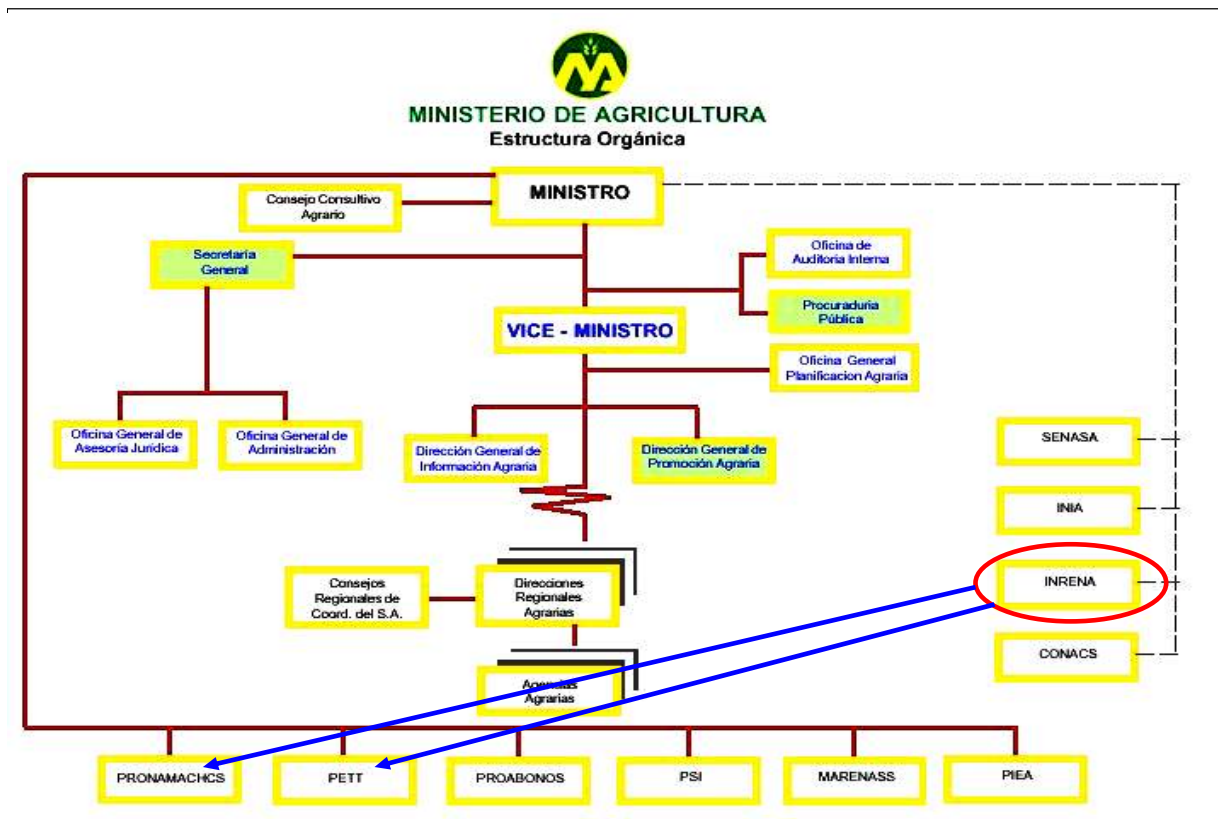 MINISTERIO DE AGRICULTURA
Estructura Orgánica
MINISTRO
Consejo Consultivo
Agrario
Secretaría
General
Oficina de
Auditoria Interna
Procuraduria
Pública
VICE - MINISTRO
Oficina General
Planificacion Agraria
Oficina General de
Asesoría Jurídica
Oficina General de
Administración
Dirección General de
Información Agraria
Dirección General de
Promoción Agraria
SENASA
INIA
INRENA
CONACS
Consejos
Regionales de
Coord. del S.A.
Direcciones
Regionales
Agrarias
Agencias
Agrarias
PRONAMACHCS
PETT
PROABONOS
PSI
MARENASS
PIEA